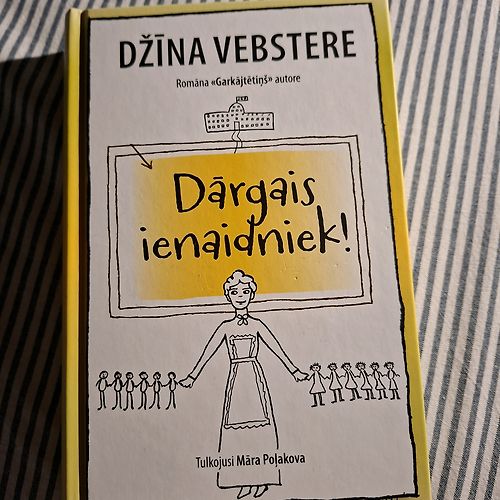 DŽĪNA VEBSTERE
Romāna «Garkājtētiņš» autore
Dārgais
ienaidniek!
Tulkojusi Māra Poļakova